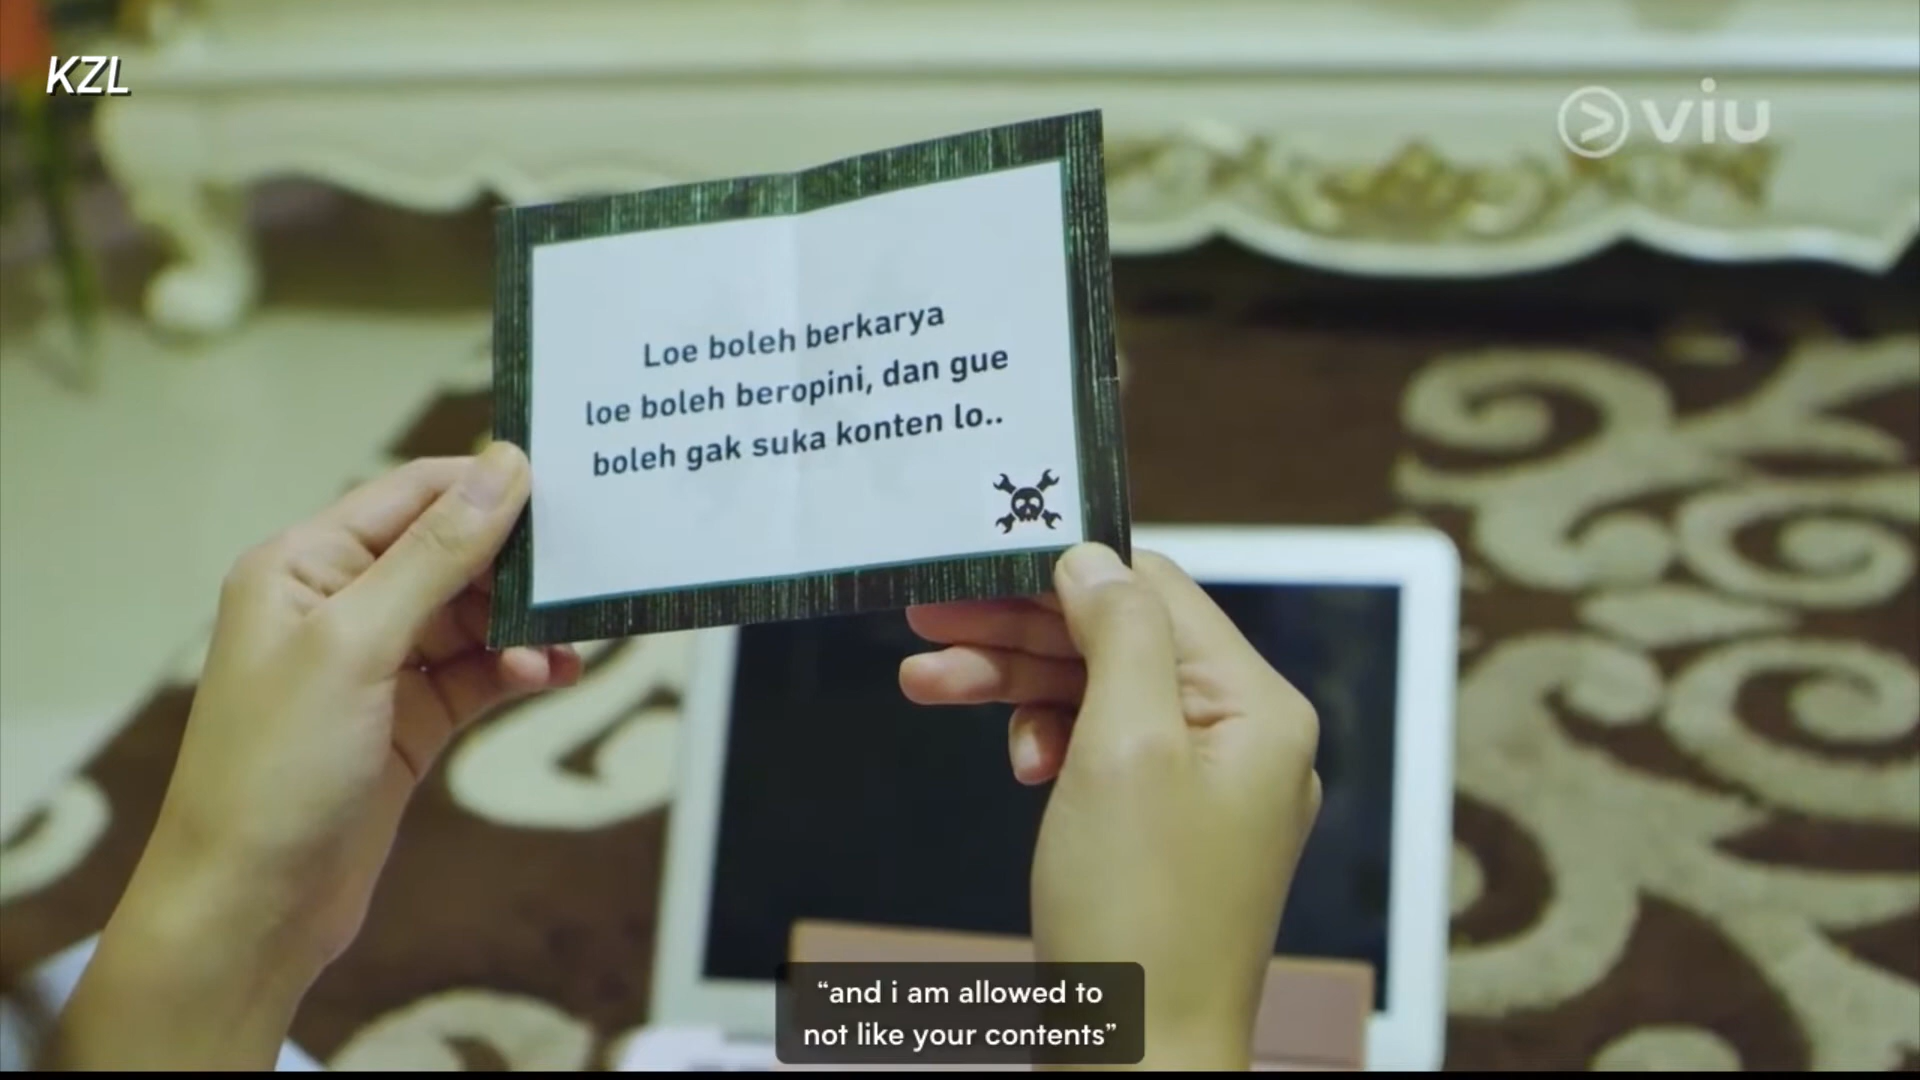 KZL
viu
Loe boleh berkarya
loe boleh beropini, dan gue
boleh gak suka konten lo..
“and i am allowed to
not like your contents”